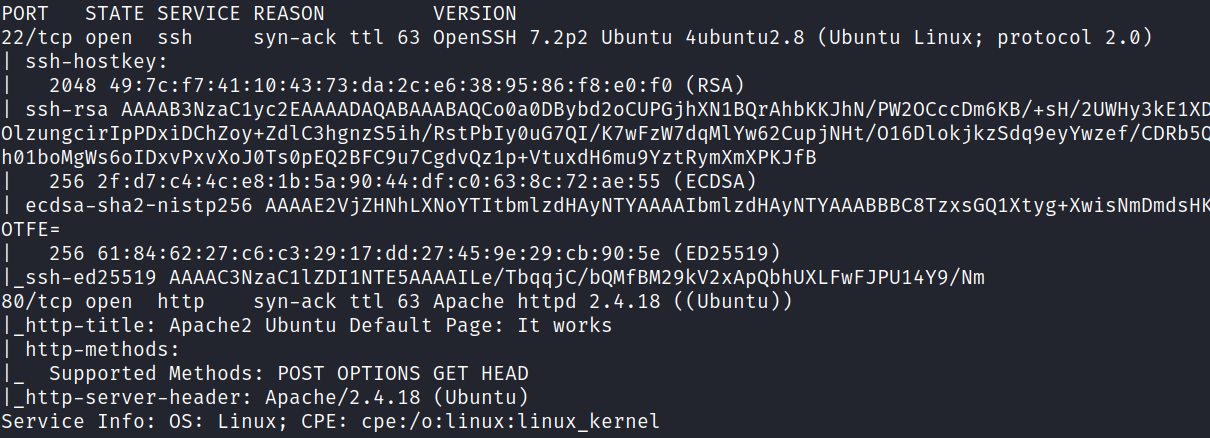 PORT   STATE SERVICE REASON         VERSION
22/tcp open  ssh     syn-ack ttl 63 OpenSSH 7.2p2 Ubuntu 4ubuntu2.8 (Ubuntu Linux; protocol 2.0)
| ssh-hostkey:
|   2048 49:7c:f7:41:10:43:73:da:2c:e6:38:95:86:f8:e0:f0 (RSA)
| ssh-rsa AAAAB3NzaC1yc2EAAAADAQABAAABAQCo0a0DBybd2oCUPGjhXN1BQrAhbKKJhN/PW2OCccDm6KB/+sH/2UWHy3kE1XD
OlzungcirIpPDxiDChZoy+ZdlC3hgnzS5ih/RstPbIy0uG7QI/K7wFzW7dqMlYw62CupjNHt/O16DlokjkzSdq9eyYwzef/CDRb5Q
h01boMgWs6oIDxvPxvXoJ0Ts0pEQ2BFC9u7CgdvQz1p+VtuxdH6mu9YztRymXmXPKJfB
|   256 2f:d7:c4:4c:e8:1b:5a:90:44:df:c0:63:8c:72:ae:55 (ECDSA)
| ecdsa-sha2-nistp256 AAAAE2VjZHNhLXNoYTItbmlzdHAyNTYAAAAIbmlzdHAyNTYAAABBBC8TzxsGQ1Xtyg+XwisNmDmdsHK
OTFE=
|   256 61:84:62:27:c6:c3:29:17:dd:27:45:9e:29:cb:90:5e (ED25519)
|_ssh-ed25519 AAAAC3NzaC1lZDI1NTE5AAAAILe/TbqqjC/bQMfBM29kV2xApQbhUXLFwFJPU14Y9/Nm
80/tcp open  http    syn-ack ttl 63 Apache httpd 2.4.18 ((Ubuntu))
|_http-title: Apache2 Ubuntu Default Page: It works
| http-methods:
|_  Supported Methods: POST OPTIONS GET HEAD
|_http-server-header: Apache/2.4.18 (Ubuntu)
Service Info: OS: Linux; CPE: cpe:/o:linux:linux_kernel